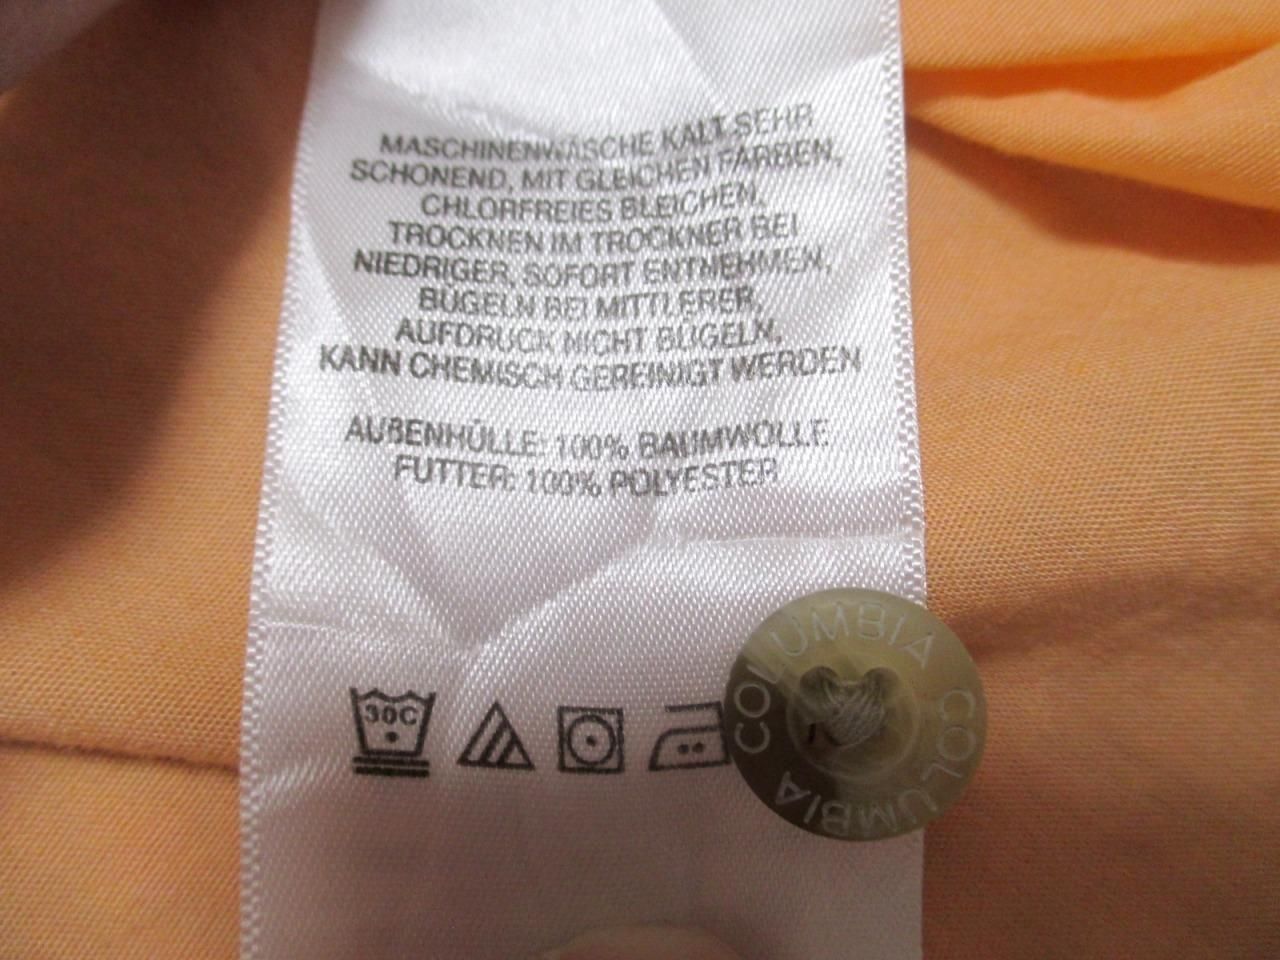 MASCHINENWÄSCHE KALT SEHR
SCHONEND, MIT GLEICHEN FARBEN,
CHLORFREIES BLEICHEN,
TROCKNEN IM TROCKNER BEI
NIEDRIGER, SOFORT ENTNEHMEN,
BÜGELN BEI MITTLERER,
AUFDRUCK NICHT BÜGELN,
KANN CHEMISCH GEREINIGT WERDEN
AUßENHÜLLE: 100% BAUMWOLLE
FUTTER: 100% POLYESTER
30C
COLUMBIA
COLUMBIA